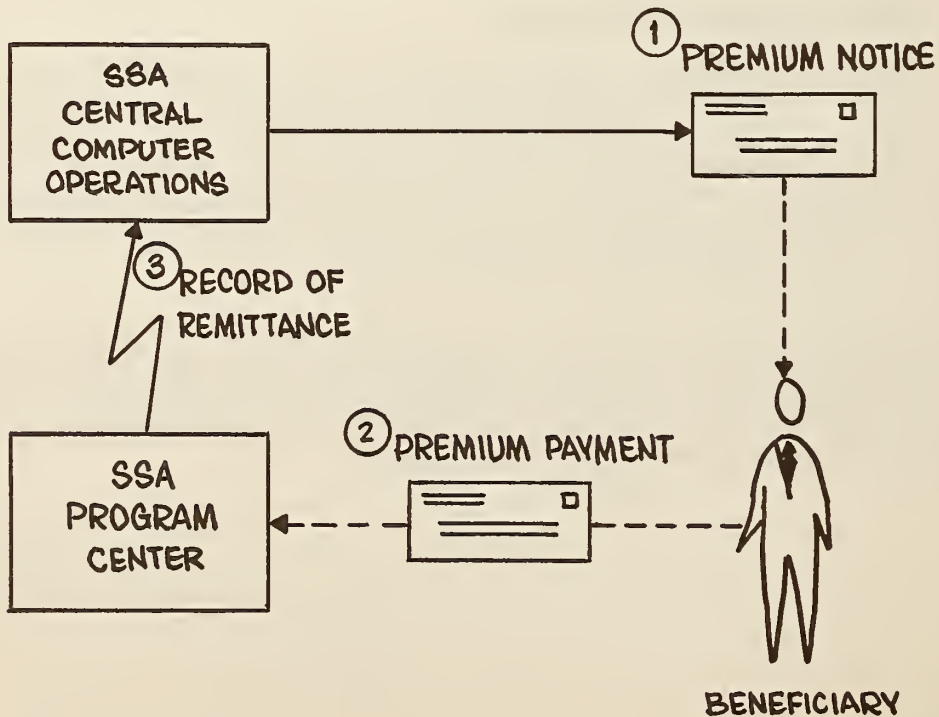 SSA
CENTRAL
COMPUTER
OPERATIONS
1
PREMIUM NOTICE
3
RECORD OF
REMITTANCE
2
PREMIUM PAYMENT
SSA
PROGRAM
CENTER
BENEFICIARY